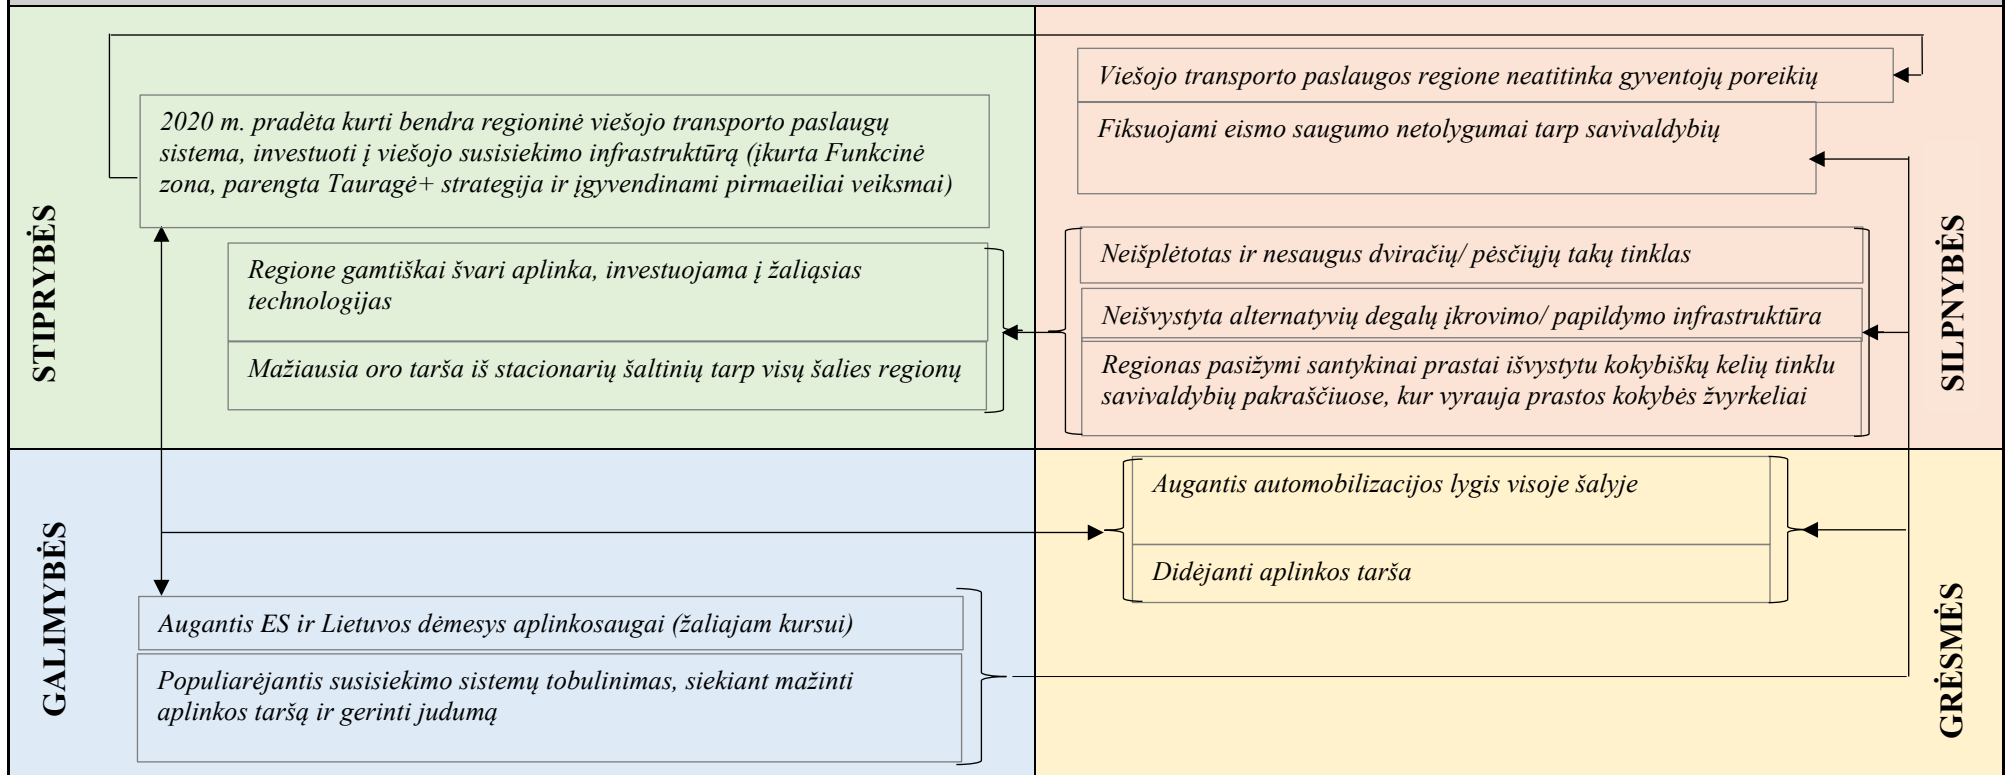 STIPRYBĖS
2020 m. pradėta kurti bendra regioninė viešojo transporto paslaugų
sistema, investuoti į viešojo susisiekimo infrastruktūrą (įkurta Funkcinė
zona, parengta Tauragė+ strategija ir įgyvendinami pirmaeiliai veiksmai)
Regione gamtiškai švari aplinka, investuojama į žaliąsias
technologijas
Mažiausia oro tarša iš stacionarių šaltinių tarp visų šalies regionų
SILPNYBĖS
Viešojo transporto paslaugos regione neatitinka gyventojų poreikių
Fiksuojami eismo saugumo netolygumai tarp savivaldybių
Neišplėtotas ir nesaugus dviračių/ pėsčiųjų takų tinklas
Neišvystyta alternatyvių degalų įkrovimo/ papildymo infrastruktūra
Regionas pasižymi santykinai prastai išvystytu kokybiškų kelių tinklu
savivaldybių pakraščiuose, kur vyrauja prastos kokybės žvyrkeliai
GALIMYBĖS
Augantis ES ir Lietuvos dėmesys aplinkosaugai (žaliajam kursui)
Populiarėjantis susisiekimo sistemų tobulinimas, siekiant mažinti
aplinkos taršą ir gerinti judumą
GRĖSMĖS
Augantis automobilizacijos lygis visoje šalyje
Didėjanti aplinkos tarša